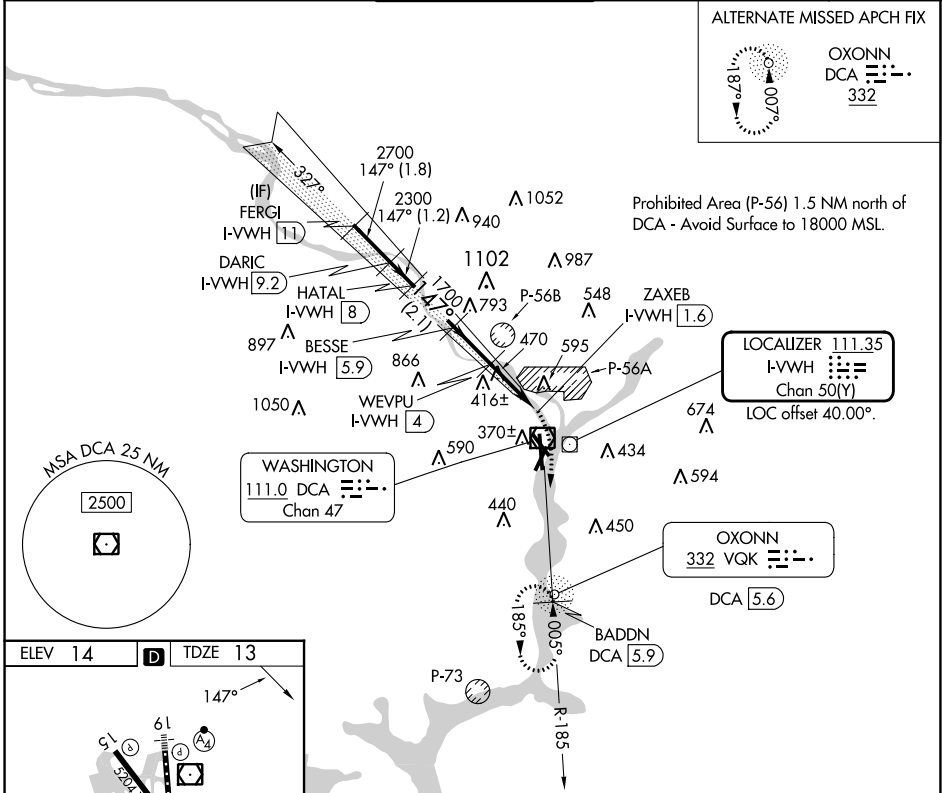 ALTERNATE MISSED APCH FIX
OXONN
DCA
332
187°
007°
Prohibited Area (P-56) 1.5 NM north of
DCA - Avoid Surface to 18000 MSL.
327°
2700
147° (1.8)
2300
147° (1.2)
940
1052
(IF)
FERGI
I-VWH 11
DARIC
I-VWH 9.2
HATAL
I-VWH 8
1102
987
147°
1700
(2.1)
793
P-56B
548
ZAXEB
I-VWH 1.6
897
BESSE
I-VWH 5.9
866
470
595
P-56A
LOCALIZER 111.35
I-VWH
Chan 50(Y)
LOC offset 40.00°.
1050
WEVPU
I-VWH 4
416±
370±
674
434
590
594
WASHINGTON
111.0 DCA
Chan 47
MSA DCA 25 NM
2500
440
450
OXONN
332 VQK
DCA 5.6
185°
005°
BADDN
DCA 5.9
P-73
R-185
ELEV 14
D
TDZE 13
147°
15
19
P
P
A4
5204